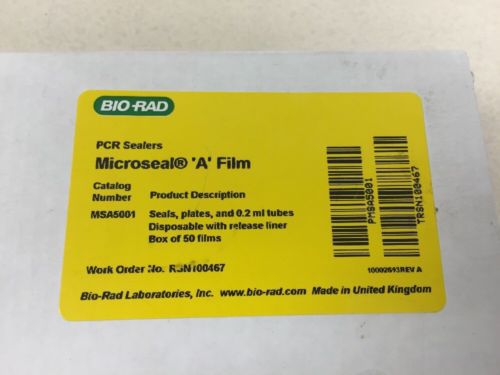 BIO-RAD
PCR Sealers
Microseal® 'A' Film
Catalog Number Product Description
MSA5001 Seals, plates, and 0.2 ml tubes
Disposable with release liner
Box of 50 films
PMSA5001
TRSN100467
Work Order No. RSN100467
10002693REV A
Bio-Rad Laboratories, Inc. www.bio-rad.com Made in United Kingdom